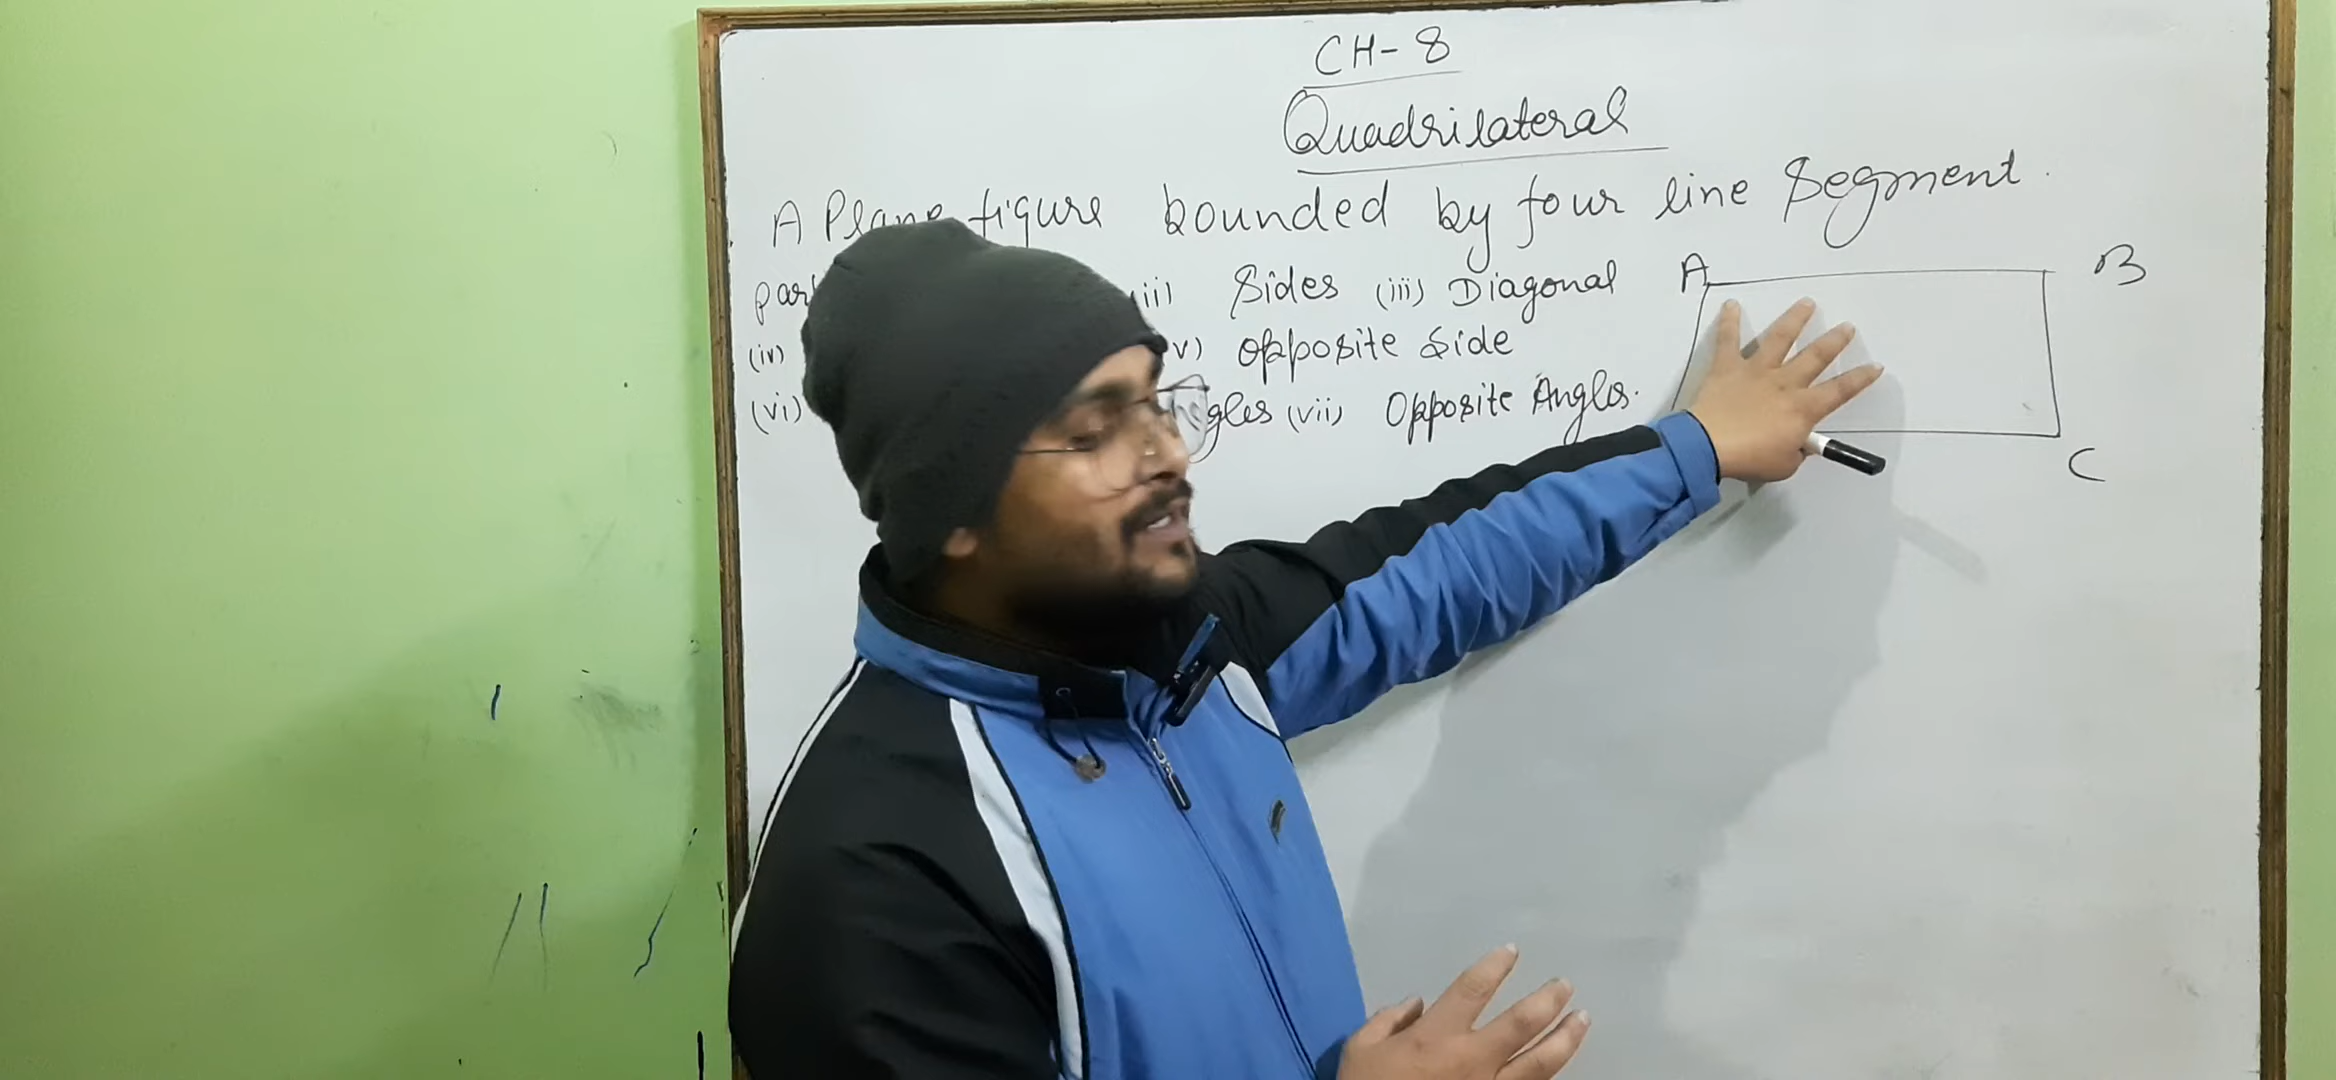 CH-8
Quadrilateral
A Plane figure bounded by four line Segment.
Sides (iii) Diagonal
(iv) v) opposite side
(vi) gles (vii) Opposite Angles.
A
B
C